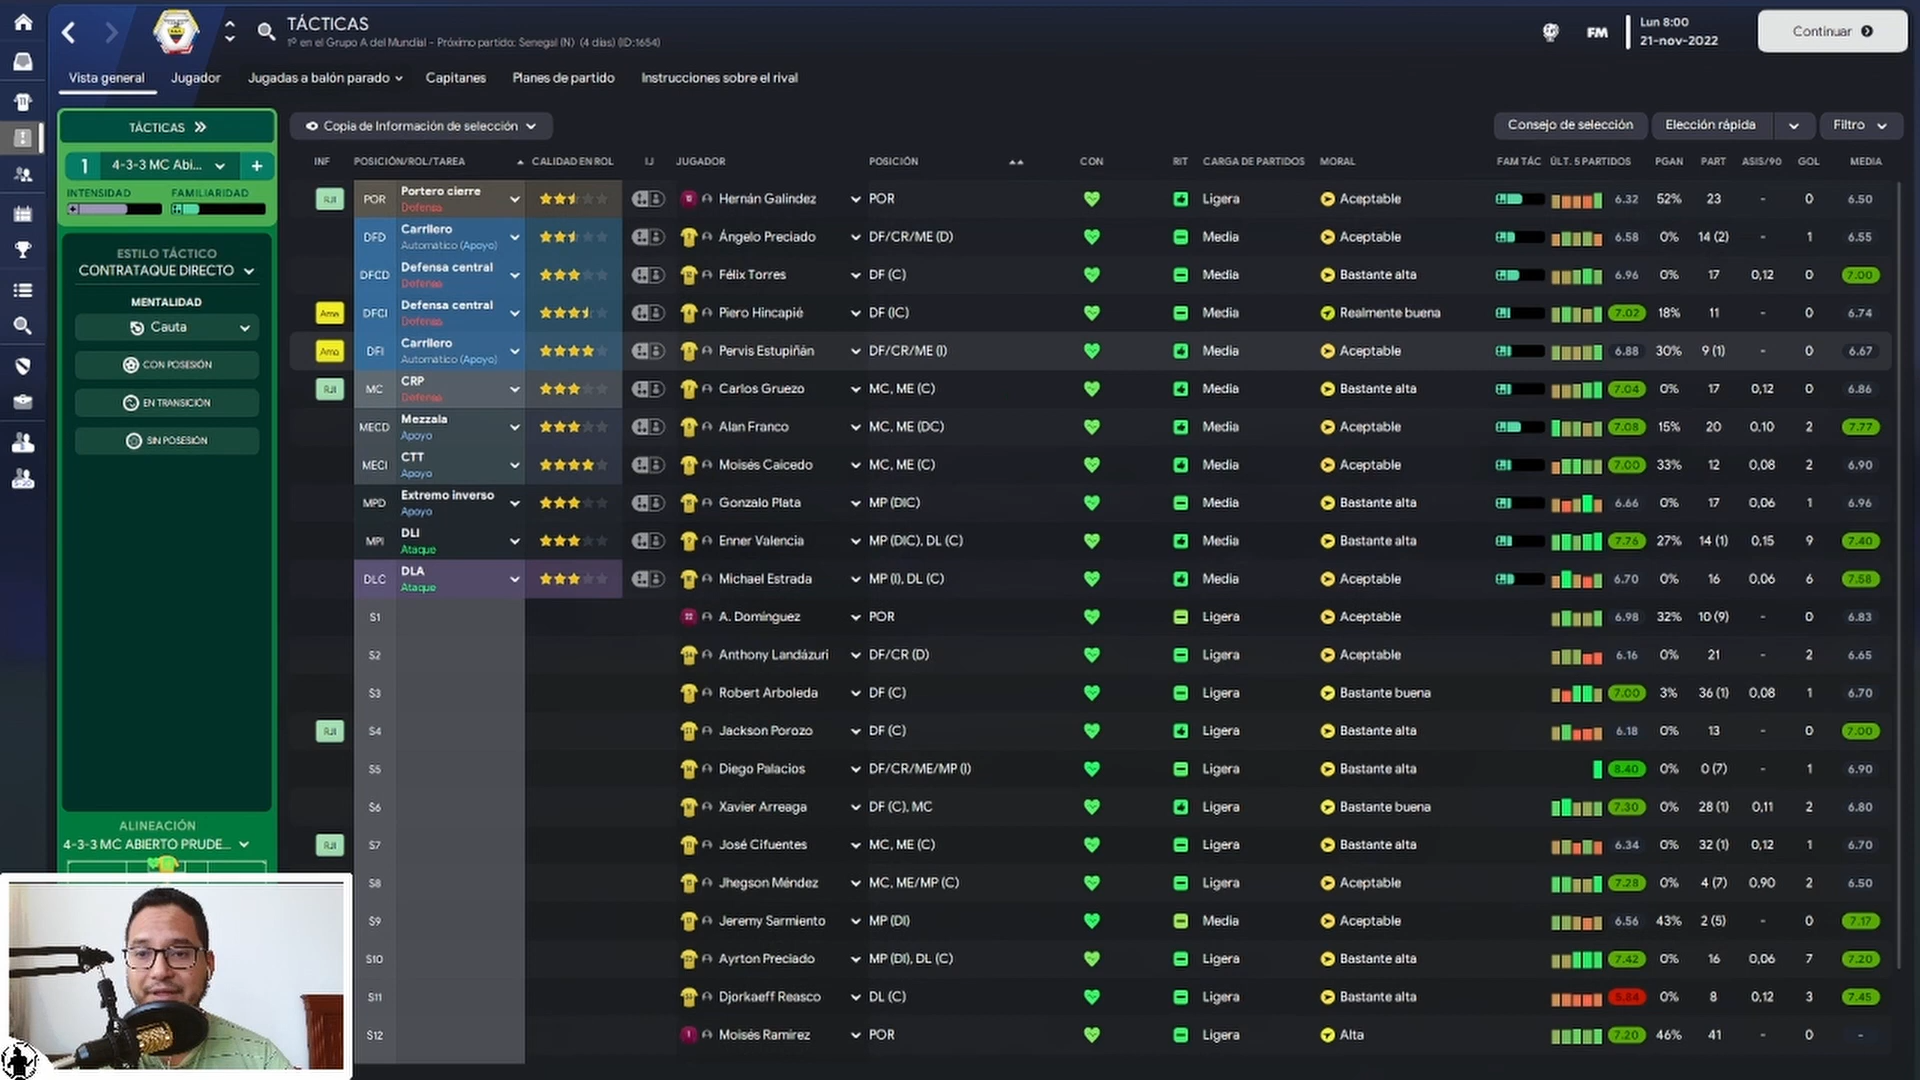 TÁCTICAS
1º en el Grupo A del Mundial - Próximo partido: Senegal (N) (4 días) (ID:1654)
FM
Lun 8:00
21-nov-2022
Continuar
Vista general
Jugador
Jugadas a balón parado
Capitanes
Planes de partido
Instrucciones sobre el rival
TÁCTICAS
1
4-3-3 MC Abi...
+
INTENSIDAD
FAMILIARIDAD
ESTILO TÁCTICO
CONTRATAQUE DIRECTO
MENTALIDAD
Cauta
CON POSESIÓN
EN TRANSICIÓN
SIN POSESIÓN
ALINEACIÓN
4-3-3 MC ABIERTO PRUDE...
Copia de Información de selección
Consejo de selección
Elección rápida
Filtro
INF POSICIÓN/ROL/TAREA CALIDAD EN ROL IJ JUGADOR POSICIÓN CON RIT CARGA DE PARTIDOS MORAL FAM TÁC ÚLT. 5 PARTIDOS PGAN PART ASIS/90 GOL MEDIA
RJI POR Portero cierre Defensa Hernán Galíndez POR Ligera Aceptable 6.32 52% 23 - 0 6.50
DFD Carrilero Automático (Apoyo) Ángelo Preciado DF/CR/ME (D) Media Aceptable 6.58 0% 14 (2) - 1 6.55
DFCD Defensa central Defensa Félix Torres DF (C) Media Bastante alta 6.96 0% 17 0,12 0 7.00
Ama DFCI Defensa central Defensa Piero Hincapié DF (IC) Media Realmente buena 7.02 18% 11 - 0 6.74
Ama DFI Carrilero Automático (Apoyo) Pervis Estupiñán DF/CR/ME (I) Media Aceptable 6.88 30% 9 (1) - 0 6.67
RJI MC CRP Defensa Carlos Gruezo MC, ME (C) Media Bastante alta 7.04 0% 17 0,12 0 6.86
MECD Mezzala Apoyo Alan Franco MC, ME (DC) Media Aceptable 7.08 15% 20 0,10 2 7.77
MECI CTT Apoyo Moisés Caicedo MC, ME (C) Media Aceptable 7.00 33% 12 0,08 2 6.90
MPD Extremo inverso Apoyo Gonzalo Plata MP (DIC) Media Bastante alta 6.66 0% 17 0,06 1 6.96
MPI DLI Ataque Enner Valencia MP (DIC), DL (C) Media Bastante alta 7.76 27% 14 (1) 0,15 9 7.40
DLC DLA Ataque Michael Estrada MP (I), DL (C) Media Aceptable 6.70 0% 16 0,06 6 7.58
S1 22 A. Domínguez POR Ligera Aceptable 6.98 32% 10 (9) - 0 6.83
S2 Anthony Landázuri DF/CR (D) Ligera Aceptable 6.16 0% 21 - 2 6.65
S3 Robert Arboleda DF (C) Ligera Bastante buena 7.00 3% 36 (1) 0,08 1 6.70
RJI S4 Jackson Porozo DF (C) Ligera Bastante alta 6.18 0% 13 - 0 7.00
S5 Diego Palacios DF/CR/ME/MP (I) Ligera Bastante alta 8.40 0% 0 (7) - 1 6.90
S6 Xavier Arreaga DF (C), MC Ligera Bastante buena 7.30 0% 28 (1) 0,11 2 6.80
RJI S7 José Cifuentes MC, ME (C) Ligera Bastante alta 6.34 0% 32 (1) 0,12 1 6.70
S8 Jhegson Méndez MC, ME/MP (C) Ligera Aceptable 7.28 0% 4 (7) 0,90 2 6.50
S9 Jeremy Sarmiento MP (DI) Media Aceptable 6.56 43% 2 (5) - 0 7.17
S10 Ayrton Preciado MP (DI), DL (C) Ligera Bastante alta 7.42 0% 16 0,06 7 7.20
S11 Djorkaeff Reasco DL (C) Ligera Bastante alta 5.84 0% 8 0,12 3 7.45
S12 1 Moisés Ramírez POR Ligera Alta 7.20 46% 41 - 0 -